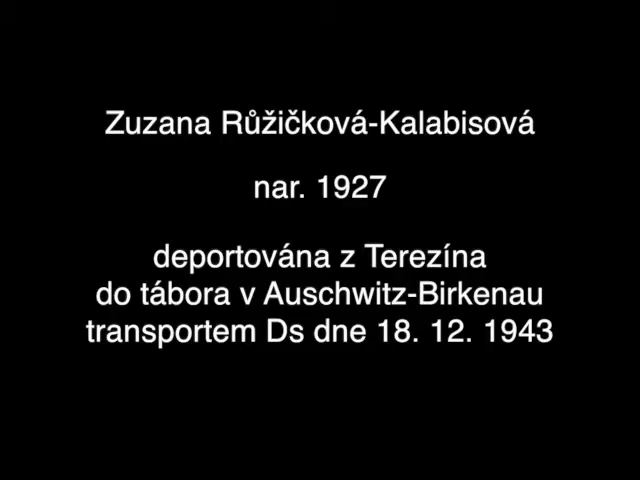 Zuzana Růžičková-Kalabisová
nar. 1927
deportována z Terezína
do tábora v Auschwitz-Birkenau
transportem Ds dne 18. 12. 1943